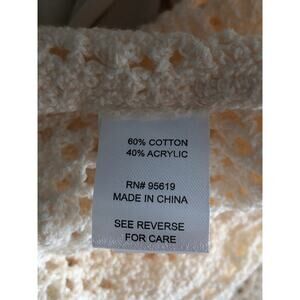 60% COTTON
40% ACRYLIC
RN# 95619
MADE IN CHINA
SEE REVERSE
FOR CARE